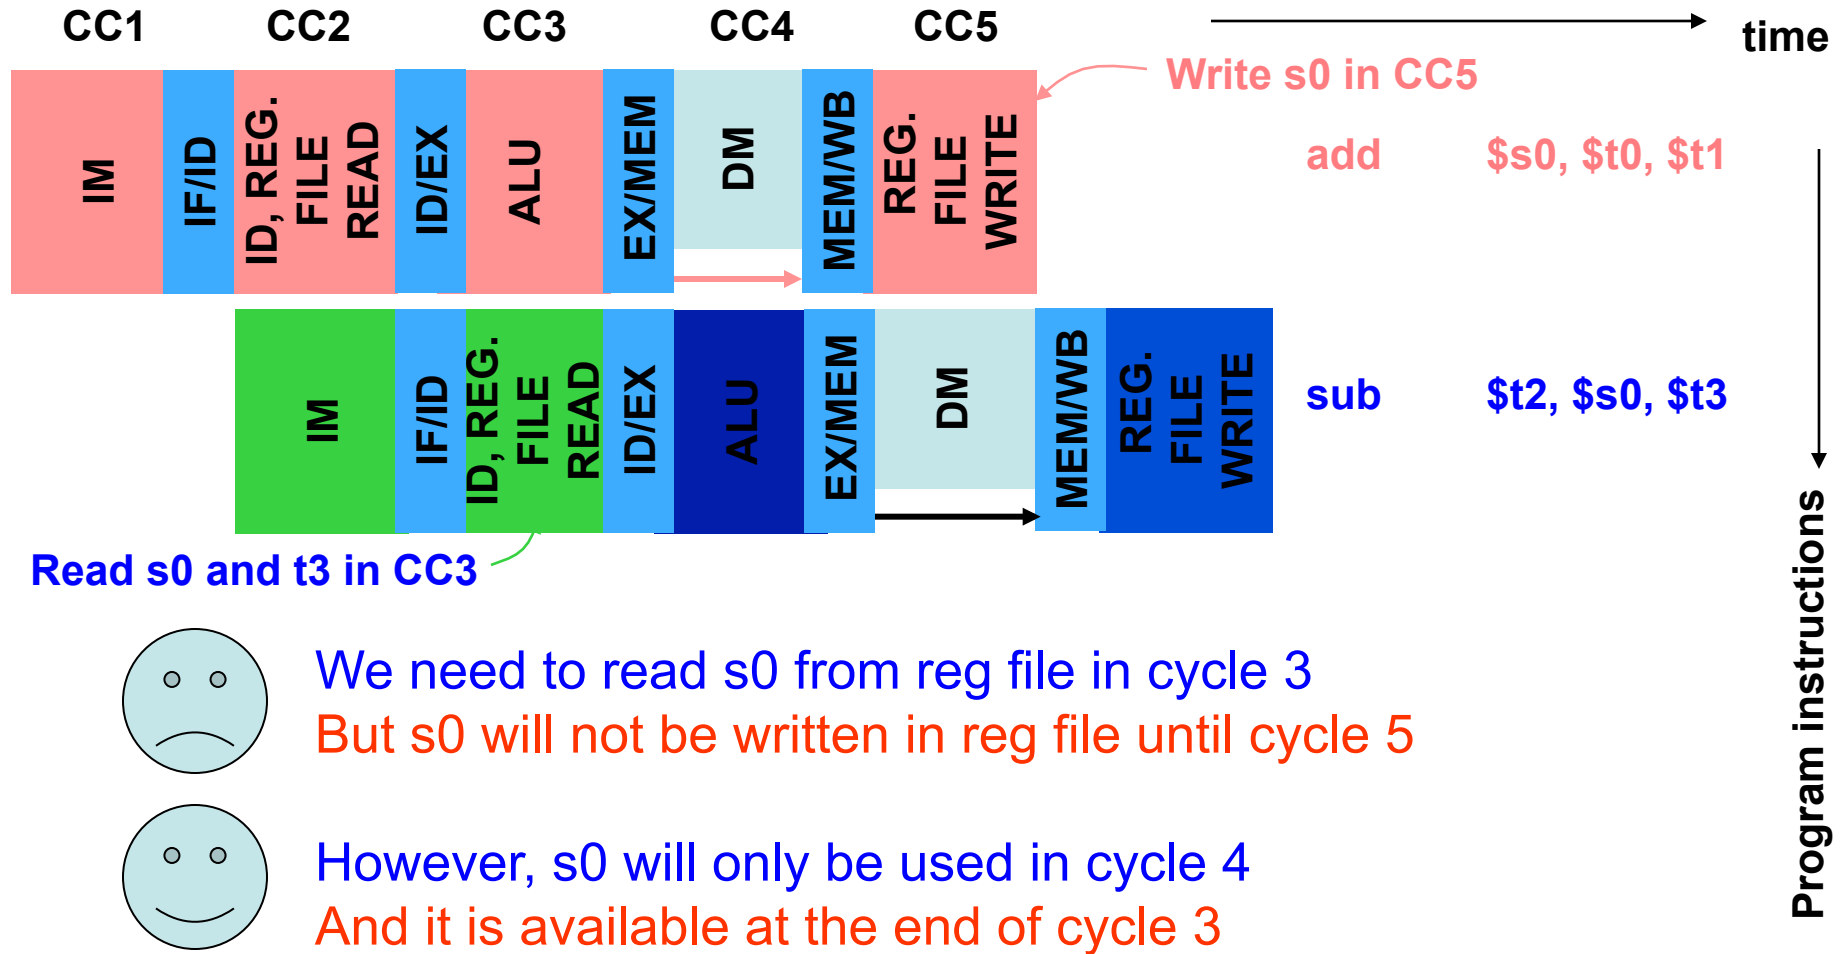 CC1 CC2 CC3 CC4 CC5
time
Write s0 in CC5
IM
IF/ID
ID, REG.
FILE
READ
ID/EX
ALU
EX/MEM
DM
MEM/WB
REG.
FILE
WRITE
add $s0, $t0, $t1
IM
IF/ID
ID, REG.
FILE
READ
ID/EX
ALU
EX/MEM
DM
MEM/WB
REG.
FILE
WRITE
sub $t2, $s0, $t3
Read s0 and t3 in CC3
Program instructions
We need to read s0 from reg file in cycle 3
But s0 will not be written in reg file until cycle 5
However, s0 will only be used in cycle 4
And it is available at the end of cycle 3